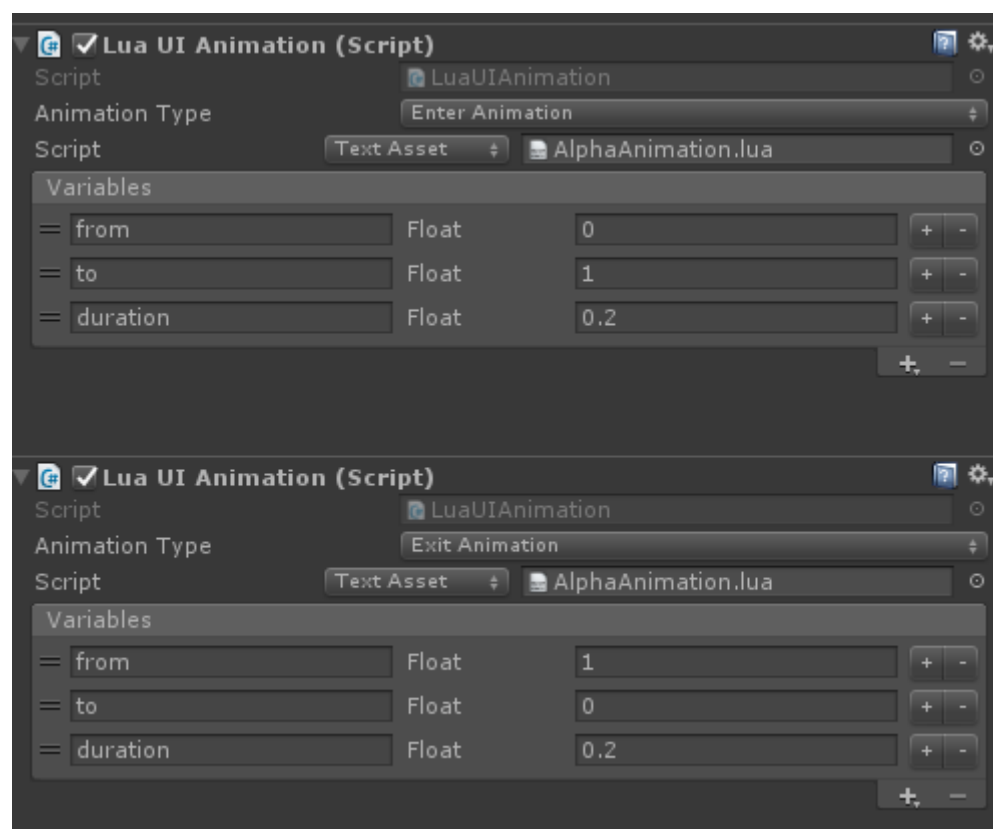 Lua UI Animation (Script)
Script LuaUIAnimation
Animation Type Enter Animation
Script Text Asset AlphaAnimation.lua
Variables
from Float 0 + -
to Float 1 + -
duration Float 0.2 + -
+ -
Lua UI Animation (Script)
Script LuaUIAnimation
Animation Type Exit Animation
Script Text Asset AlphaAnimation.lua
Variables
from Float 1 + -
to Float 0 + -
duration Float 0.2 + -
+ -